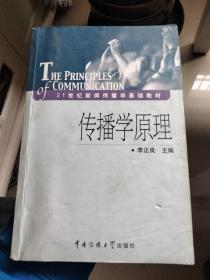 THE PRINCIPLES
of COMMUNICATION
21世纪新闻传播学基础教材
传播学原理
·李正良 主编
中国传媒大学出版社